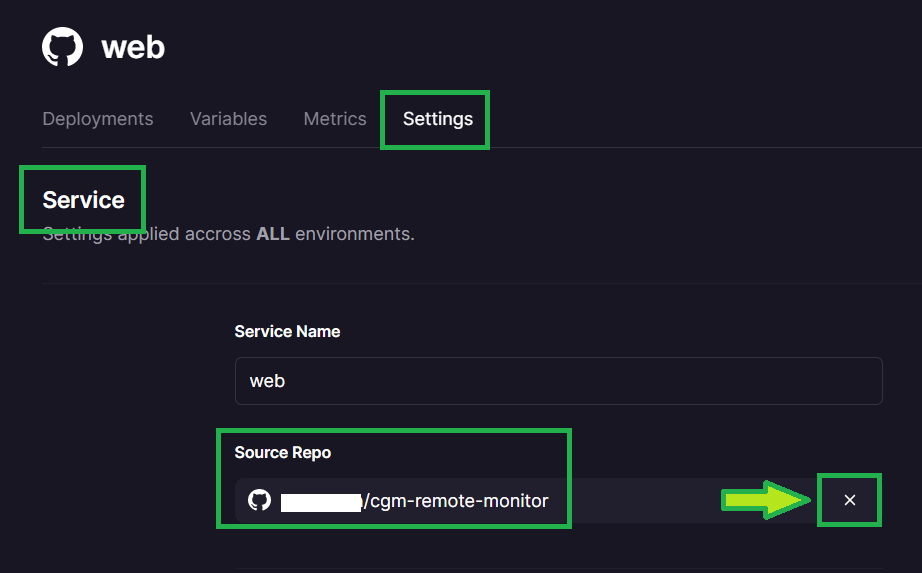 web
Deployments Variables Metrics Settings
Service
Settings applied accross ALL environments.
Service Name
web
Source Repo
/cgm-remote-monitor